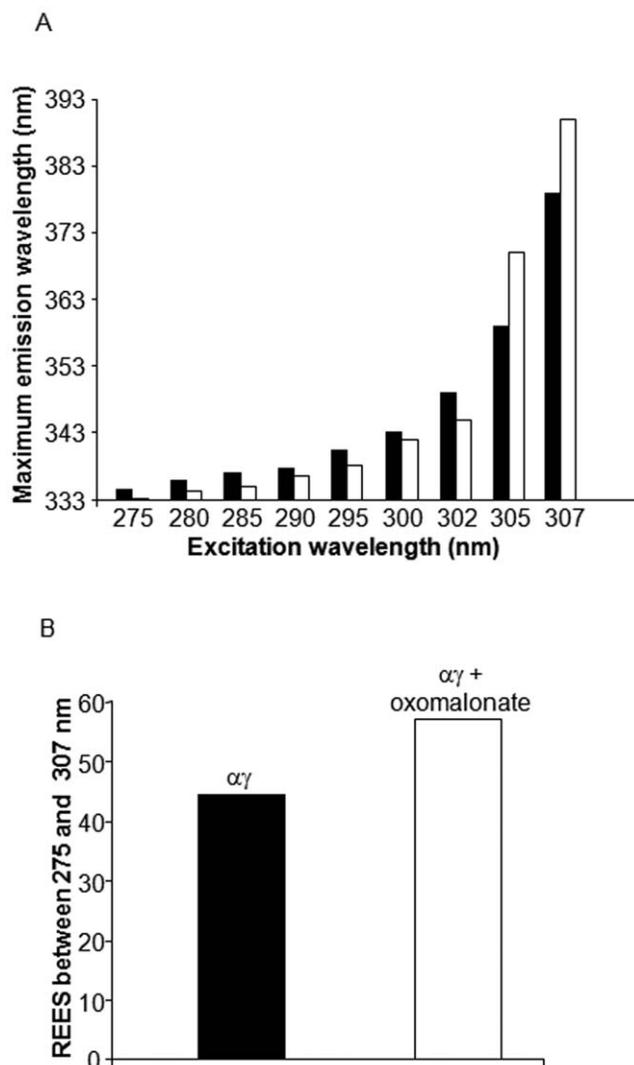 A
Maximum emission wavelength (nm)
393
383
373
363
353
343
333
275 280 285 290 295 300 302 305 307
Excitation wavelength (nm)
B
REES between 275 and 307 nm
60
50
40
30
20
10
0
αγ
αγ +
oxomalonate